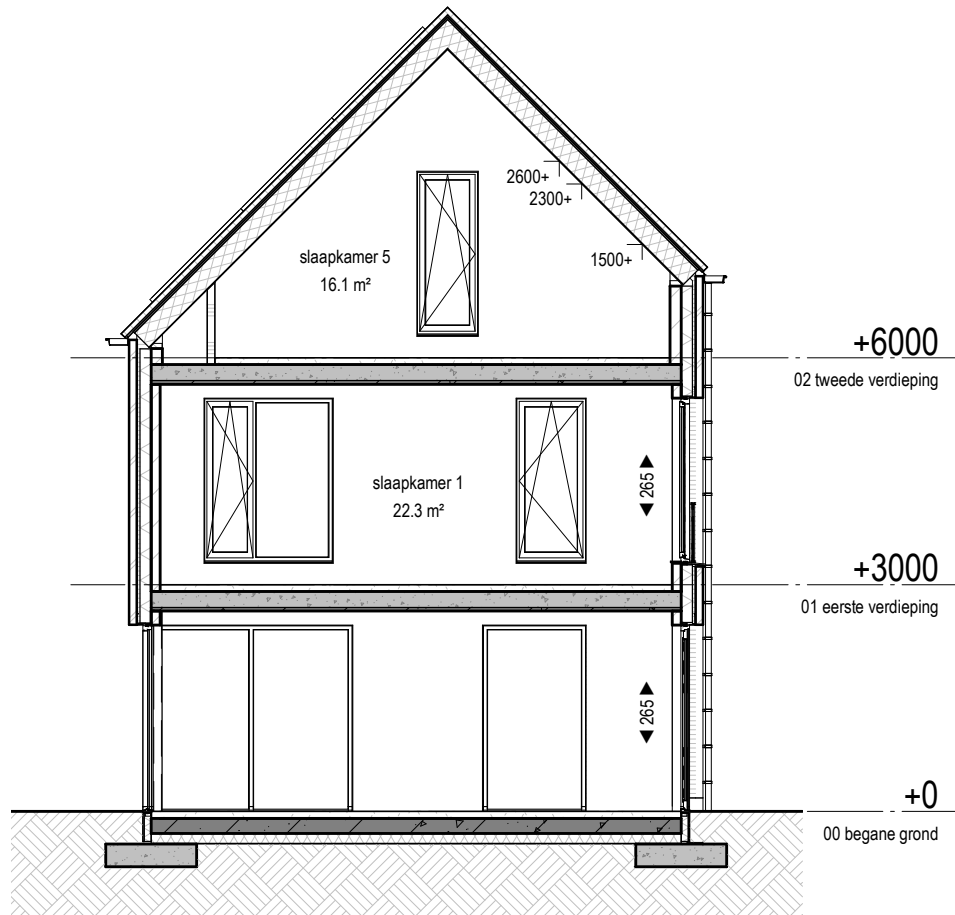 2600+
2300+
1500+
slaapkamer 5
16.1 m²
+6000
02 tweede verdieping
slaapkamer 1
22.3 m²
◀ 265 ▶
+3000
01 eerste verdieping
◀ 265 ▶
+0
00 begane grond